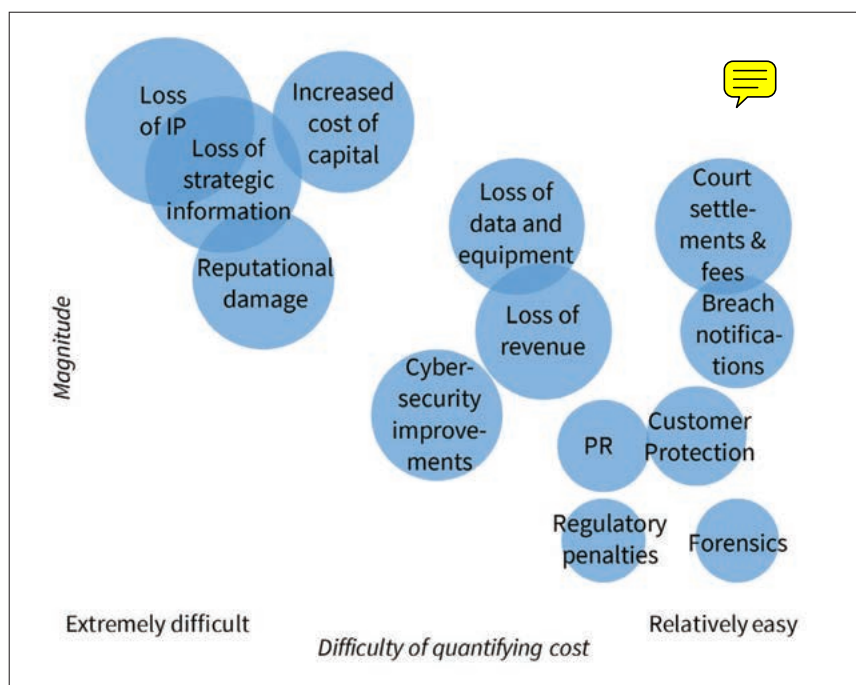 Loss
of IP
Increased
cost of
capital
Loss of
strategic
information
Reputational
damage
Loss of
data and
equipment
Court
settle-
ments &
fees
Loss of
revenue
Breach
notifica-
tions
Cyber-
security
improve-
ments
PR
Customer
Protection
Regulatory
penalties
Forensics
Magnitude
Extremely difficult
Difficulty of quantifying cost
Relatively easy